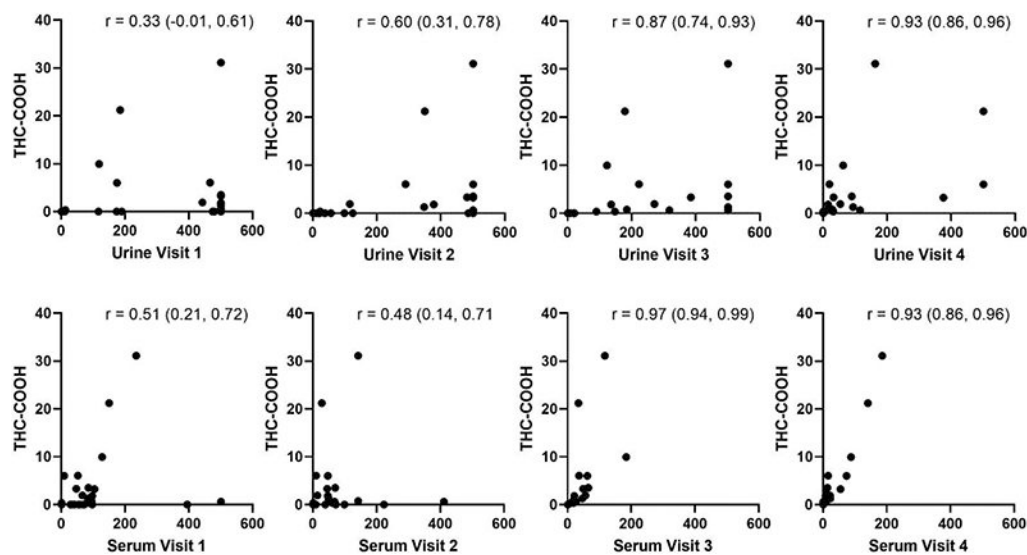 r = 0.33 (-0.01, 0.61)
THC-COOH
40
30
20
10
0
0 200 400 600
Urine Visit 1
r = 0.60 (0.31, 0.78)
THC-COOH
40
30
20
10
0
0 200 400 600
Urine Visit 2
r = 0.87 (0.74, 0.93)
THC-COOH
40
30
20
10
0
0 200 400 600
Urine Visit 3
r = 0.93 (0.86, 0.96)
THC-COOH
40
30
20
10
0
0 200 400 600
Urine Visit 4
r = 0.51 (0.21, 0.72)
THC-COOH
40
30
20
10
0
0 200 400 600
Serum Visit 1
r = 0.48 (0.14, 0.71
THC-COOH
40
30
20
10
0
0 200 400 600
Serum Visit 2
r = 0.97 (0.94, 0.99)
THC-COOH
40
30
20
10
0
0 200 400 600
Serum Visit 3
r = 0.93 (0.86, 0.96)
THC-COOH
40
30
20
10
0
0 200 400 600
Serum Visit 4